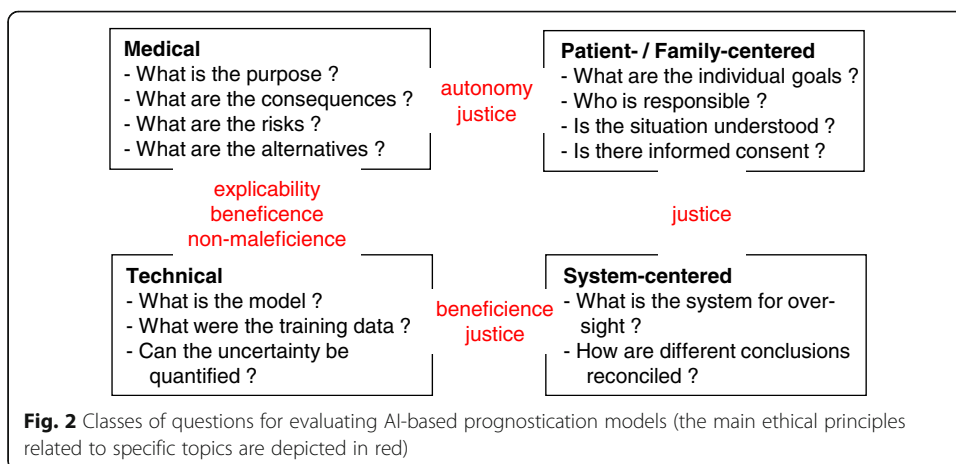 Medical
- What is the purpose ?
- What are the consequences ?
- What are the risks ?
- What are the alternatives ?
autonomy
justice
Patient- / Family-centered
- What are the individual goals ?
- Who is responsible ?
- Is the situation understood ?
- Is there informed consent ?
explicability
beneficence
non-maleficience
justice
Technical
- What is the model ?
- What were the training data ?
- Can the uncertainty be
quantified ?
beneficience
justice
System-centered
- What is the system for over-
sight ?
- How are different conclusions
reconciled ?
Fig. 2 Classes of questions for evaluating AI-based prognostication models (the main ethical principles
related to specific topics are depicted in red)